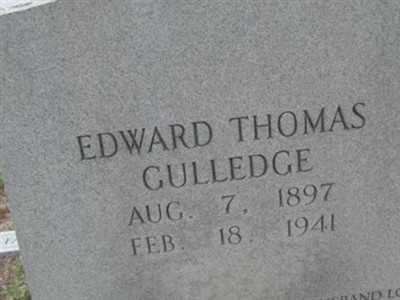 EDWARD THOMAS
GULLEDGE
AUG. 7, 1897
FEB. 18. 1941